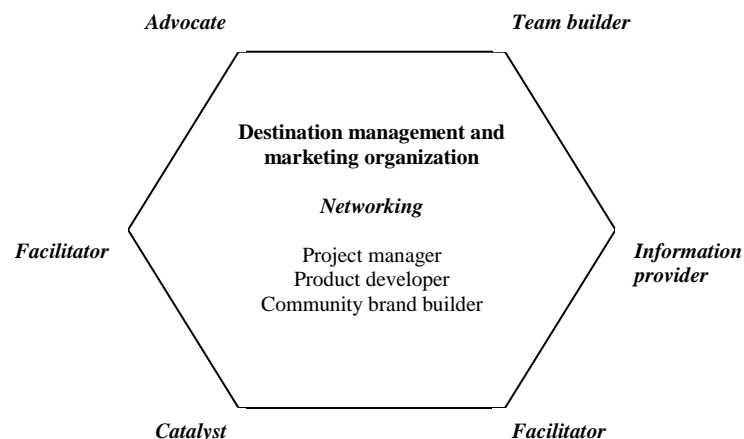 Advocate
Team builder
Destination management and
marketing organization
Networking
Facilitator
Project manager
Product developer
Community brand builder
Information
provider
Catalyst
Facilitator